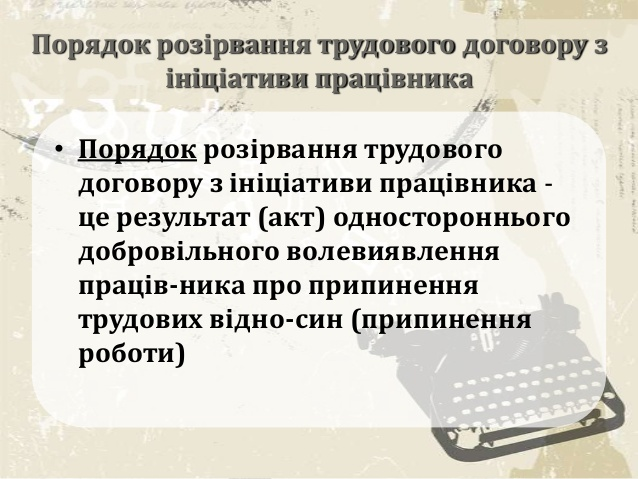 Порядок розірвання трудового договору з
ініціативи працівника
• Порядок розірвання трудового
договору з ініціативи працівника -
це результат (акт) одностороннього
добровільного волевиявлення
праців-ника про припинення
трудових відно-син (припинення
роботи)